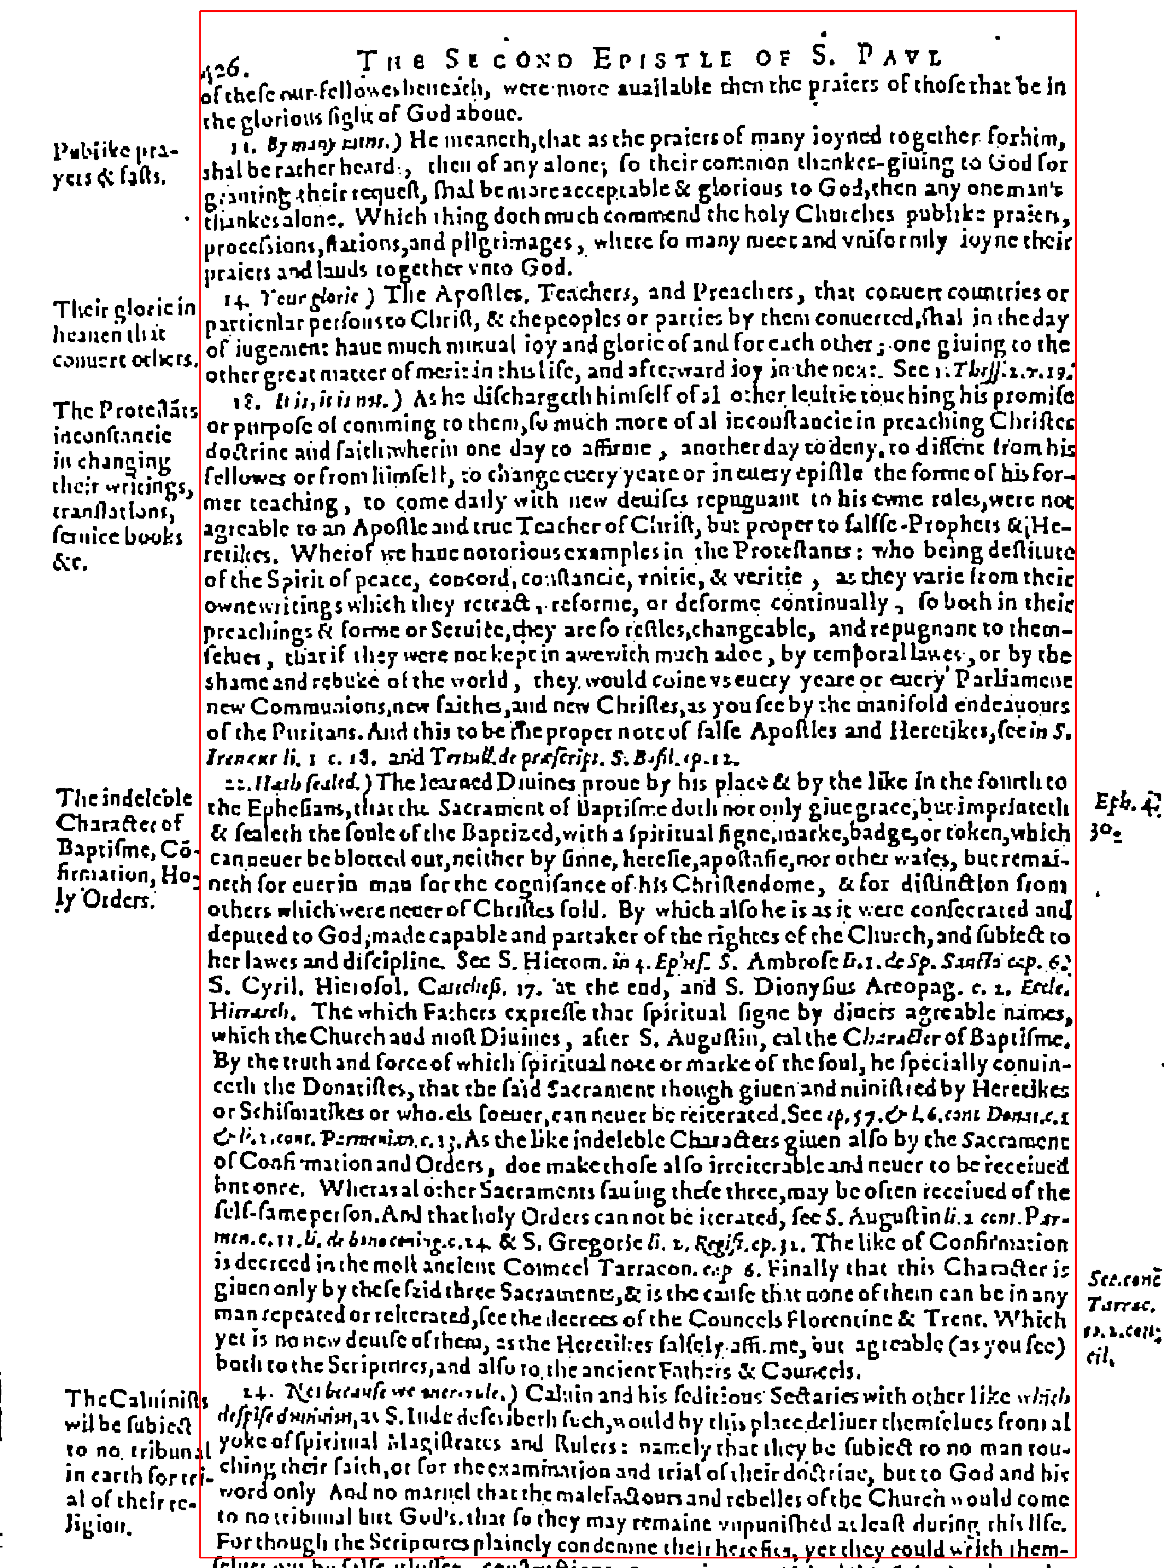 426. THE SECOND EPISTLE OF S. PAVL
of theſe our fellowes beneath, were more auailable then the praiers of thoſe that be in
the glorious ſight of God aboue.
11. By many . ) He meaneth, that as the praiers of many ioyned together for him,
shal be rather heard, then of any alone; ſo their common thankes-giuing to God for
granting their requeſt, ſhal be more acceptable & glorious to God, then any one man's
thankes alone. Which thing doth much commend the holy Churches publike praiers,
proceſsions, ſtations, and pilgrimages, where ſo many meet and vniformly ioyne their
praiers and lauds together vnto God.
14. Your glorie ) The Apoſtles, Teachers, and Preachers, that conuert countries or
particular perſons to Chriſt, & the peoples or parties by them conuerted, ſhal in the day
of iugement haue much mutual ioy and glorie of and for each other; one giuing to the
other great matter of merit in this life, and afterward ioy in the next. See 1. Theſſ. 2. v. 19.
18. It is, it is not. ) As he diſchargeth himſelf of al other leuitie touching his promiſe
or purpoſe of comming to them, ſo much more of al inconſtancie in preaching Chriſtes
doctrine and faith wherin one day to affirme, another day to deny, to diſſent from his
fellowes or from himſelf, to change euery yeare or in euery epiſtle the forme of his for-
mer teaching, to come daily with new deuiſes repugnant to his owne rules, were not
agreable to an Apoſtle and true Teacher of Chriſt, but proper to falſſe-Prophets & He-
retikes. Wherof we haue notorious examples in the Proteſtants: who being deſtitute
of the Spirit of peace, concord, conſtancie, vnitie, & veritie, as they varie from their
owne writings which they retract, reforme, or deforme continually, ſo both in their
preachings & forme or Seruice, they are ſo reſtles, changeable, and repugnant to them-
ſelues, that if they were not kept in awe with much adoe, by temporal lawes, or by the
shame and rebuke of the world, they would coine vs euery yeare or euery Parliament
new Communions, new faithes, and new Chriſtes, as you ſee by the manifold endeauours
of the Puritans. And this to be the proper note of falſe Apoſtles and Heretikes, ſee in S.
Ireneus li. 1 c. 18. and Tertull. de præſcript. S. Baſil. ep. 82.
22. Hath ſealed. ) The learned Diuines proue by his place & by the like in the fourth to
the Epheſians, that the Sacrament of Baptiſme doth not only giue grace, but imprinteth
& ſealeth the ſoule of the Baptized, with a ſpiritual ſigne, marke, badge, or token, which
can neuer be blotted out, neither by ſinne, hereſie, apoſtaſie, nor other waies, but remai-
neth for euer in man for the cogniſance of his Chriſtendome, & for diſtinction from
others which were neuer of Chriſtes fold. By which alſo he is as it were conſecrated and
deputed to God, made capable and partaker of the rightes of the Church, and ſubiect to
her lawes and diſcipline. See S. Hierom. in 4. Epheſ. S. Ambroſe li. 1. de Sp. Sancto cap. 6.
S. Cyril. Hieroſol. Catecheſ. 17. at the end, and S. Dionyſius Areopag. c. 2. Eccle.
Hierarch. The which Fathers expreſſe that ſpiritual ſigne by diuers agreable names,
which the Church and moſt Diuines, after S. Auguſtin, cal the Character of Baptiſme.
By the truth and force of which ſpiritual note or marke of the ſoul, he ſpecially conuin-
ceth the Donatiſtes, that the ſaid Sacrament though giuen and miniſtred by Heretikes
or Schiſmatikes or who els ſoeuer, can neuer be reiterated. See ep. 57. & l. 6. cont Donat. c. 1
& li. 2. cont. Parmenian. c. 13. As the like indeleble Characters giuen alſo by the Sacrament
of Confirmation and Orders, doe make thoſe alſo irreiterable and neuer to be receiued
but once. Wheras al other Sacraments ſauing theſe three, may be often receiued of the
ſelf-ſame perſon. And that holy Orders can not be iterated, ſee S. Auguſtin li. 2 cont. Par-
men. c. 13. li. de bono coniug. c. 24. & S. Gregorie li. 2. Regiſt. ep. 32. The like of Confirmation
is decreed in the moſt ancient Councel Tarracon. cap 6. Finally that this Character is
giuen only by theſe ſaid three Sacraments, & is the cauſe that none of them can be in any
man repeated or reiterated, ſee the decrees of the Councels Florentine & Trent. Which
yet is no new deuiſe of them, as the Heretikes falſely affirme, but agreable (as you ſee)
both to the Scriptures, and alſo to the ancient Fathers & Councels.
24. Not becauſe we ouer-rule. ) Caluin and his ſeditious Sectaries with other like which
deſpiſe dominion, as S. Iude deſcribeth ſuch, would by this place deliuer themſelues from al
yoke of ſpiritual Magiſtrates and Rulers: namely that they be ſubiect to no man tou-
ching their faith, or for the examination and trial of their doctrine, but to God and his
word only And no maruel that the malefactours and rebelles of the Church would come
to no tribunal but God's, that ſo they may remaine vnpuniſhed at leaſt during this life.
For though the Scriptures plainely condemne their hereſies, yet they could writh them-
Publike pra-
yers & faſts.
Their glorie in
heauen that
conuert others.
The Proteſtãts
inconſtancie
in changing
their writings,
tranſlations,
ſeruice books
&c.
The indeleble
Character of
Baptiſme, Cõ-
firmation, Ho-
ly Orders.
The Caluiniſts
wil be ſubiect
to no tribunal
in earth for tri-
al of their re-
ligion.
Eph. 4,
30.
See conc
Tarrac.
cil.